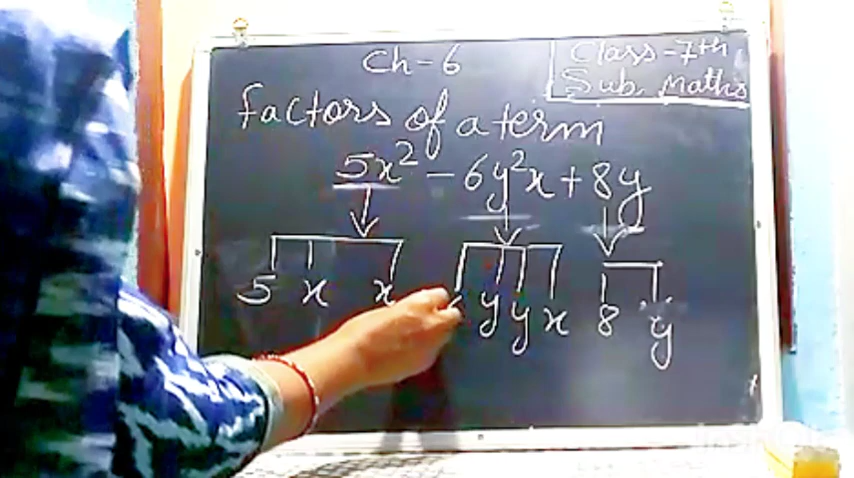 Ch-6
Class-7th
Sub. Maths
factors of a term
5x² - 6y²x + 8y
5 x x y y x 8 y